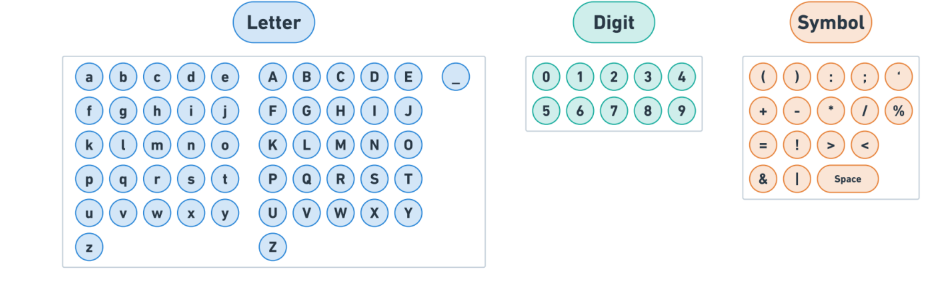 Letter Digit Symbol
a b c d e A B C D E _ 0 1 2 3 4 ( ) : ; '
f g h i j F G H I J 5 6 7 8 9 + - * / %
k l m n o K L M N O = ! > <
p q r s t P Q R S T & | Space
u v w x y U V W X Y
z Z